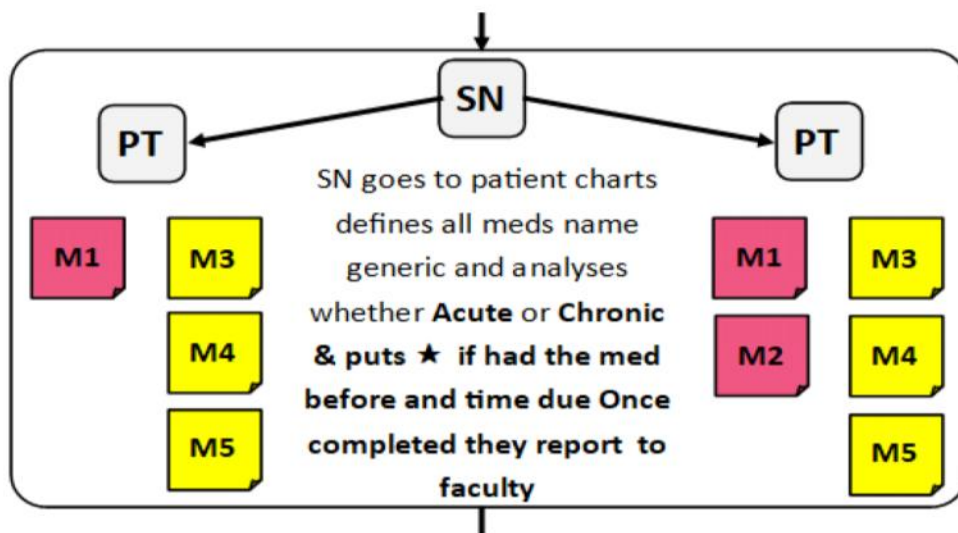 SN
PT
PT
SN goes to patient charts
defines all meds name
generic and analyses
whether Acute or Chronic
& puts ★ if had the med
before and time due Once
completed they report to
faculty
M1
M3
M4
M5
M1
M3
M2
M4
M5